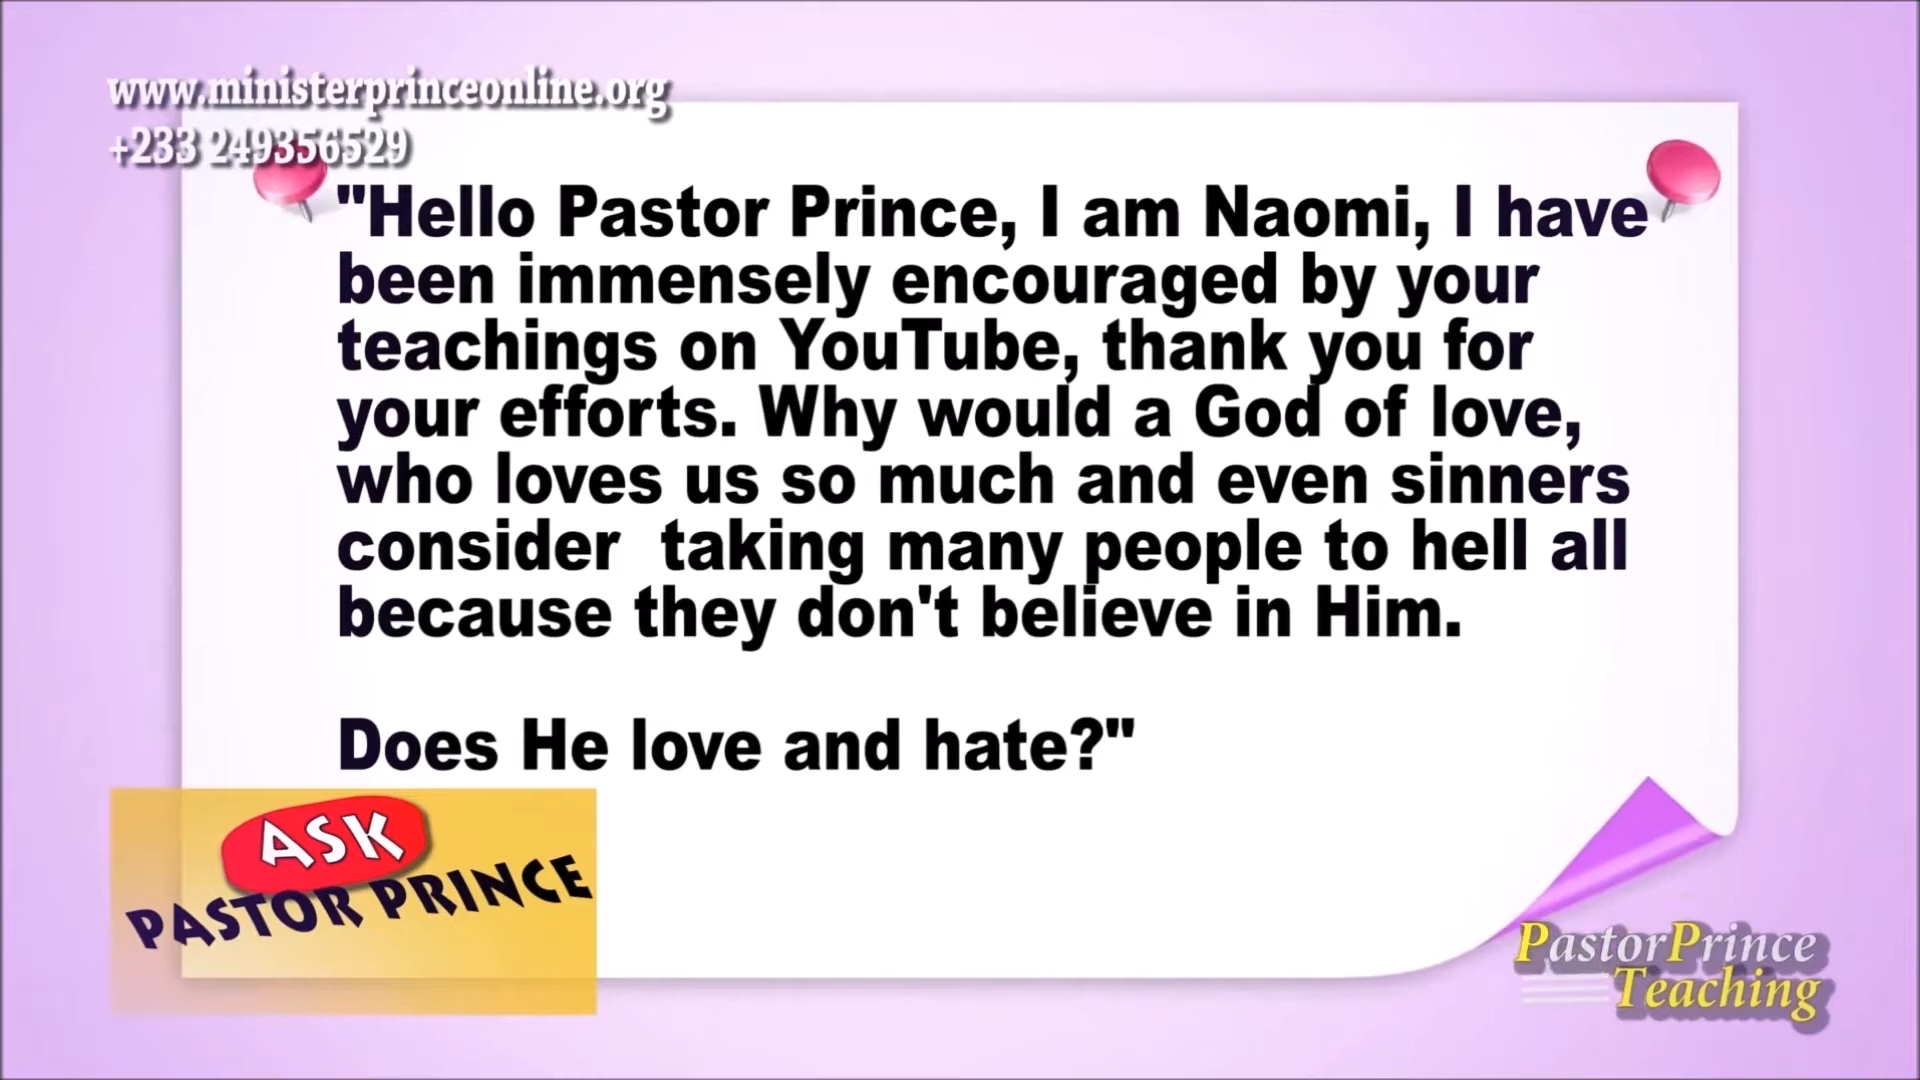 www.ministerprinceonline.org
+233 249356529
"Hello Pastor Prince, I am Naomi, I have
been immensely encouraged by your
teachings on YouTube, thank you for
your efforts. Why would a God of love,
who loves us so much and even sinners
consider  taking many people to hell all
because they don't believe in Him.
Does He love and hate?"
ASK
PASTOR PRINCE
PastorPrince
Teaching